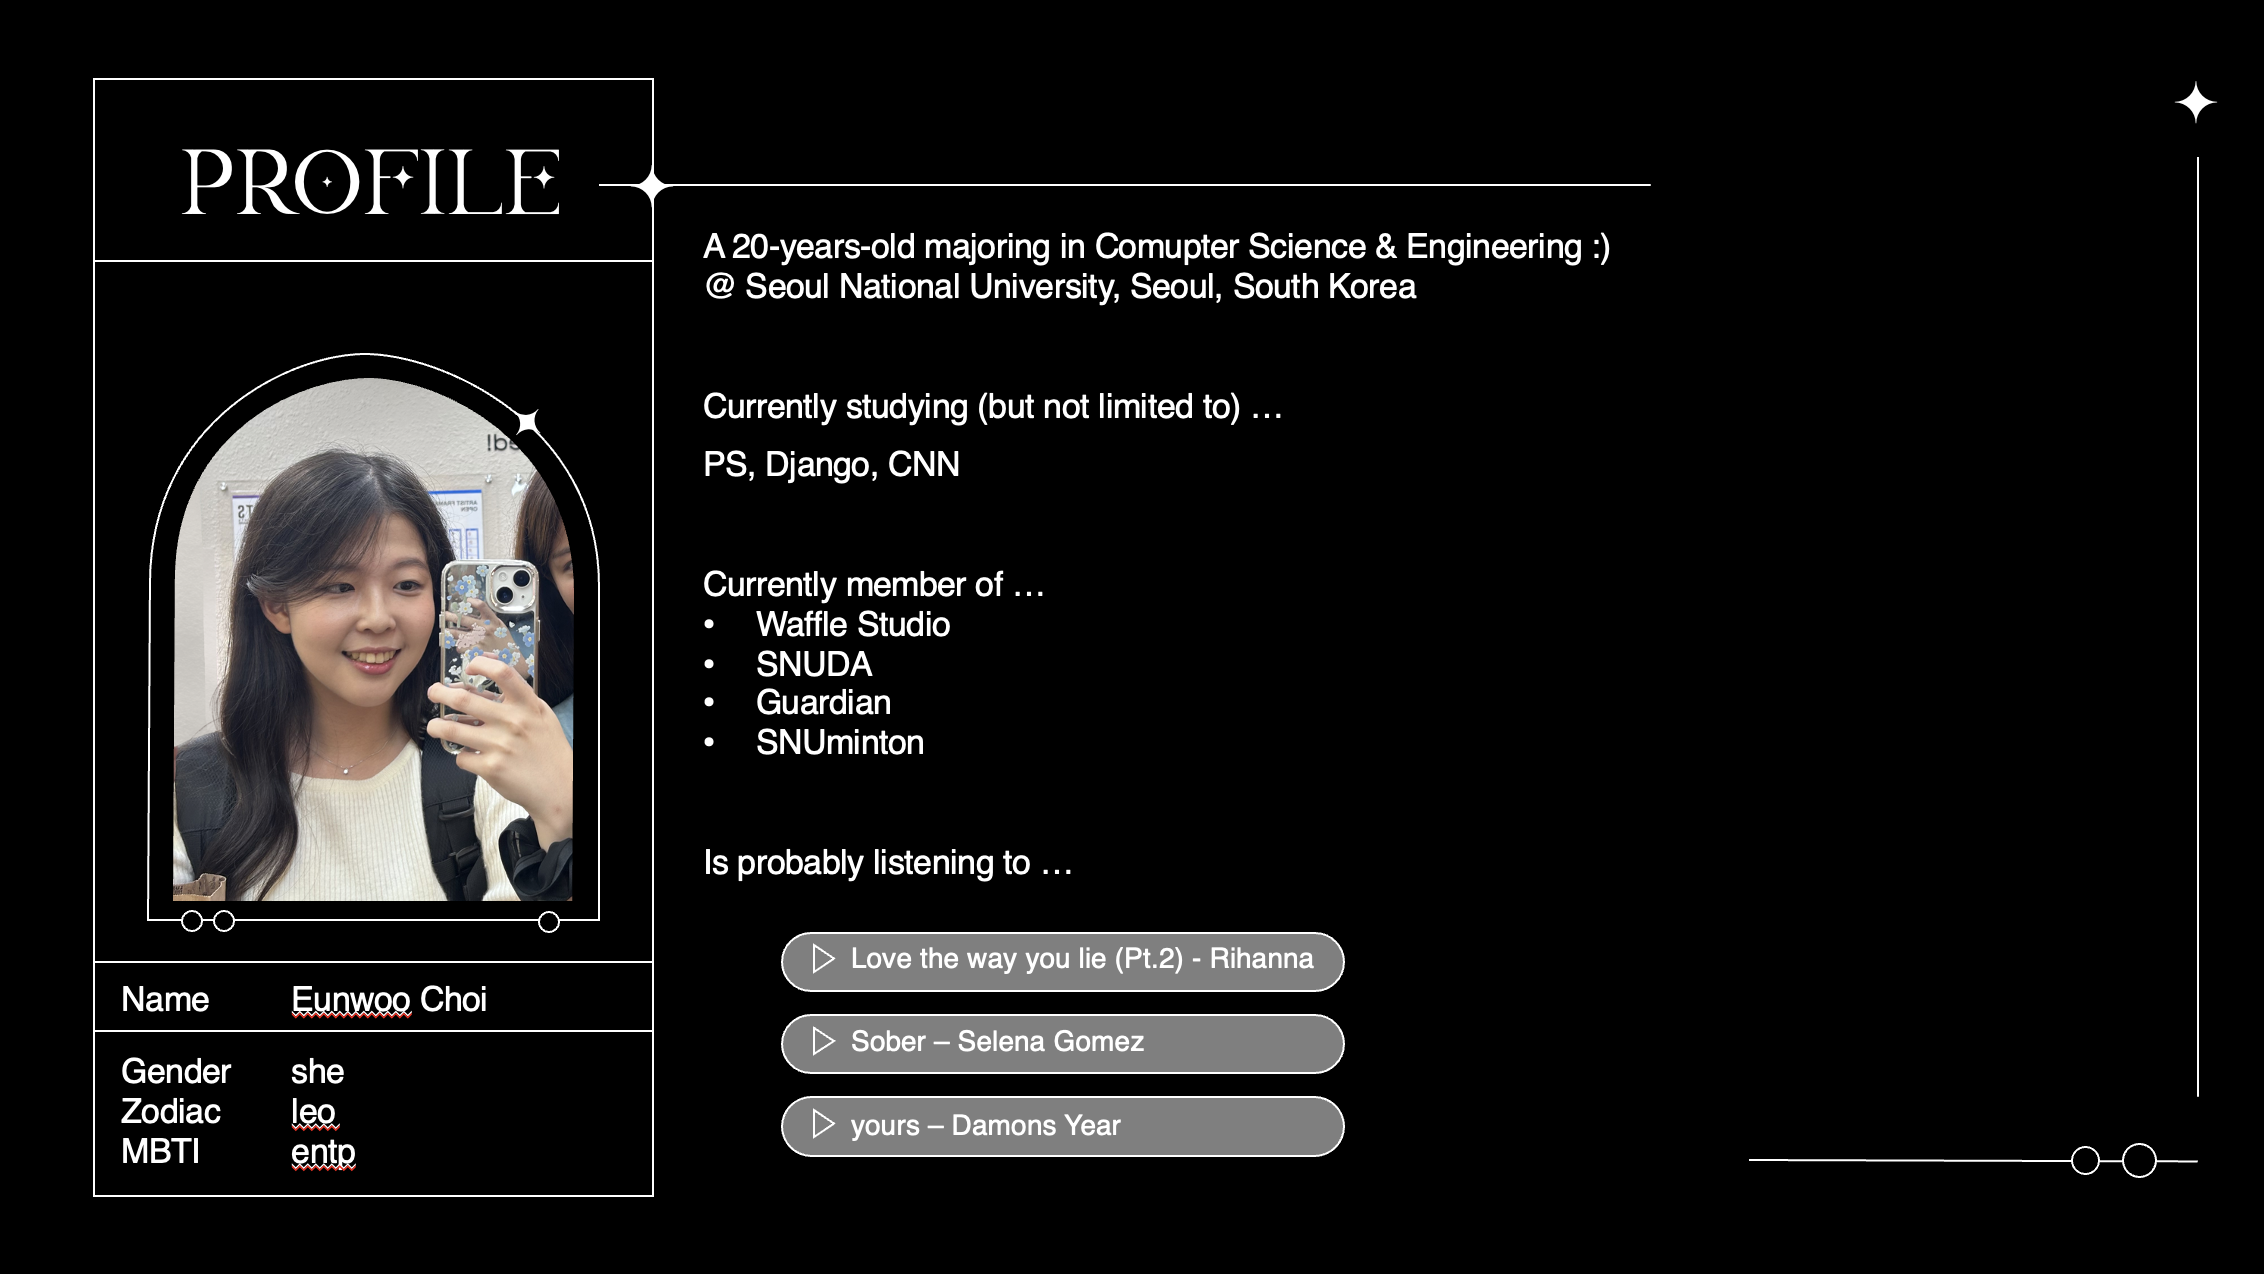 PROFILE
A 20-years-old majoring in Comupter Science & Engineering :)
@ Seoul National University, Seoul, South Korea
Currently studying (but not limited to) …
PS, Django, CNN
Currently member of …
• Waffle Studio
• SNUDA
• Guardian
• SNUminton
Is probably listening to …
Love the way you lie (Pt.2) - Rihanna
Sober – Selena Gomez
yours – Damons Year
Name Eunwoo Choi
Gender she
Zodiac leo
MBTI entp